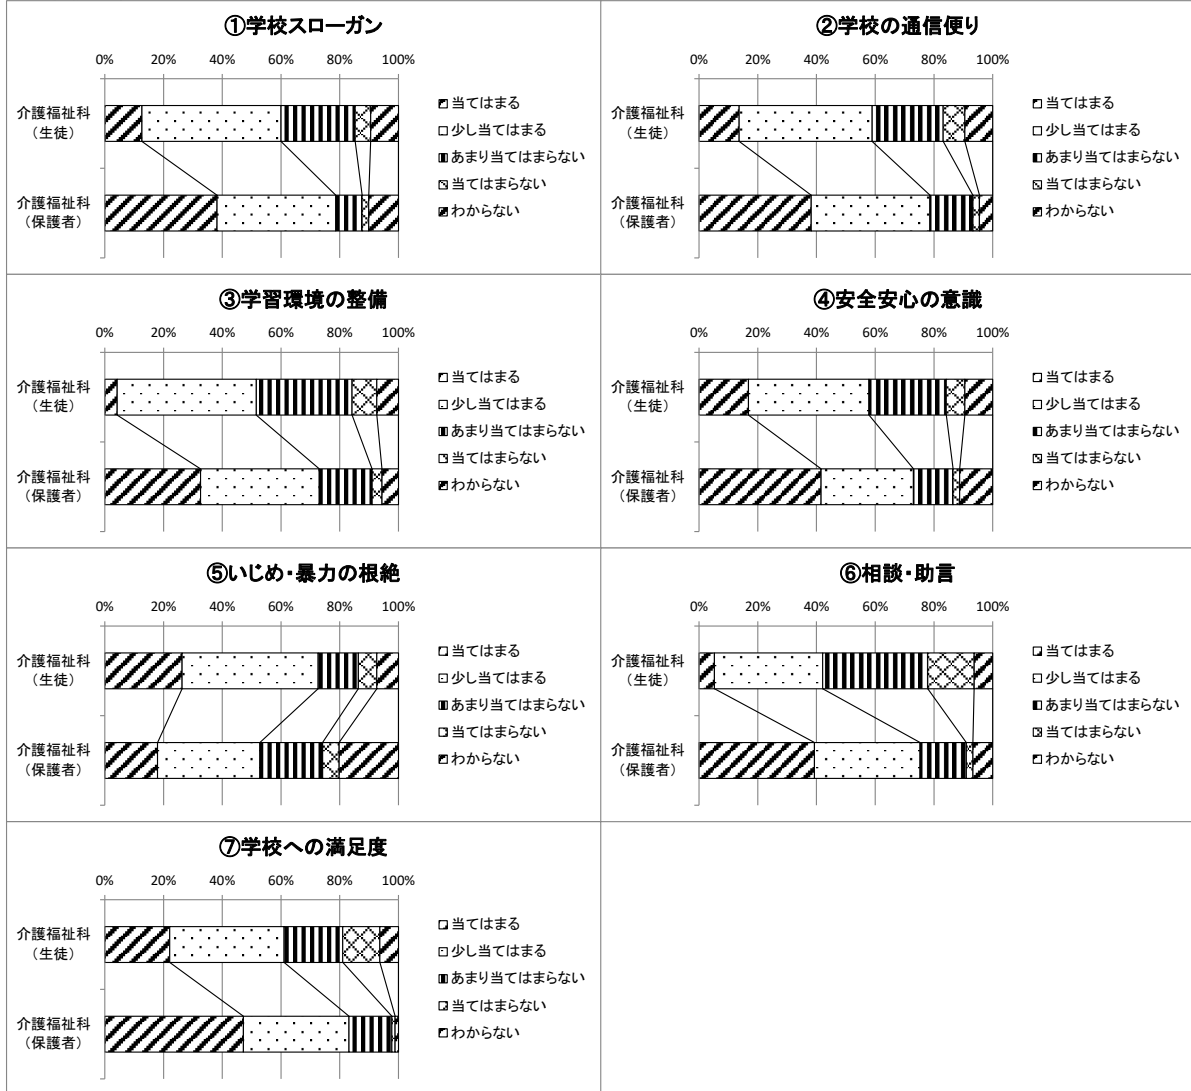 ①学校スローガン
0% 20% 40% 60% 80% 100%
介護福祉科
（生徒）
介護福祉科
（保護者）
当てはまる
少し当てはまる
あまり当てはまらない
当てはまらない
わからない
②学校の通信便り
0% 20% 40% 60% 80% 100%
介護福祉科
（生徒）
介護福祉科
（保護者）
当てはまる
少し当てはまる
あまり当てはまらない
当てはまらない
わからない
③学習環境の整備
0% 20% 40% 60% 80% 100%
介護福祉科
（生徒）
介護福祉科
（保護者）
当てはまる
少し当てはまる
あまり当てはまらない
当てはまらない
わからない
④安全安心の意識
0% 20% 40% 60% 80% 100%
介護福祉科
（生徒）
介護福祉科
（保護者）
当てはまる
少し当てはまる
あまり当てはまらない
当てはまらない
わからない
⑤いじめ・暴力の根絶
0% 20% 40% 60% 80% 100%
介護福祉科
（生徒）
介護福祉科
（保護者）
当てはまる
少し当てはまる
あまり当てはまらない
当てはまらない
わからない
⑥相談・助言
0% 20% 40% 60% 80% 100%
介護福祉科
（生徒）
介護福祉科
（保護者）
当てはまる
少し当てはまる
あまり当てはまらない
当てはまらない
わからない
⑦学校への満足度
0% 20% 40% 60% 80% 100%
介護福祉科
（生徒）
介護福祉科
（保護者）
当てはまる
少し当てはまる
あまり当てはまらない
当てはまらない
わからない